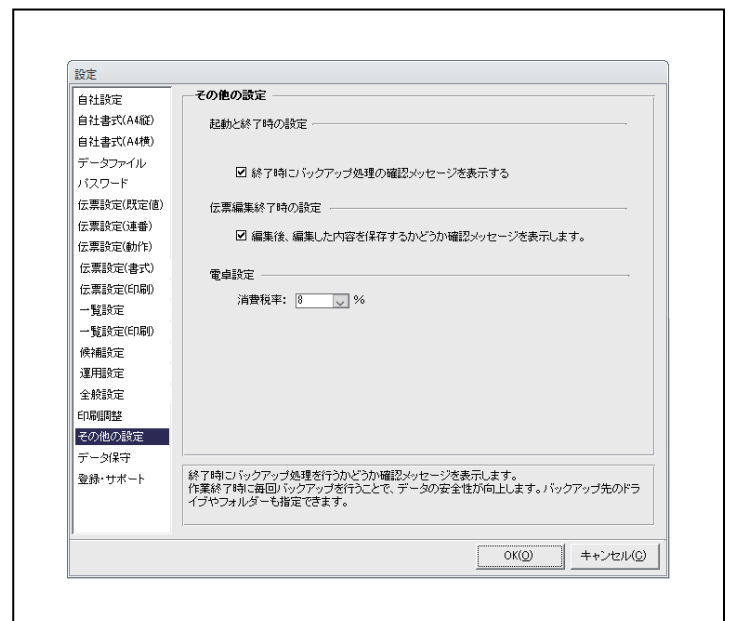 設定
自社設定
自社書式(A4縦)
自社書式(A4横)
データファイル
パスワード
伝票設定(既定値)
伝票設定(連番)
伝票設定(動作)
伝票設定(書式)
伝票設定(印刷)
一覧設定
一覧設定(印刷)
候補設定
運用設定
全般設定
印刷調整
その他の設定
データ保守
登録・サポート
その他の設定
起動と終了時の設定
終了時にバックアップ処理の確認メッセージを表示する
伝票編集終了時の設定
編集後、編集した内容を保存するかどうか確認メッセージを表示します。
電卓設定
消費税率: 8 %
終了時にバックアップ処理を行うかどうか確認メッセージを表示します。
作業終了時に毎回バックアップを行うことで、データの安全性が向上します。バックアップ先のドラ
イブやフォルダーも指定できます。
OK(O) キャンセル(C)